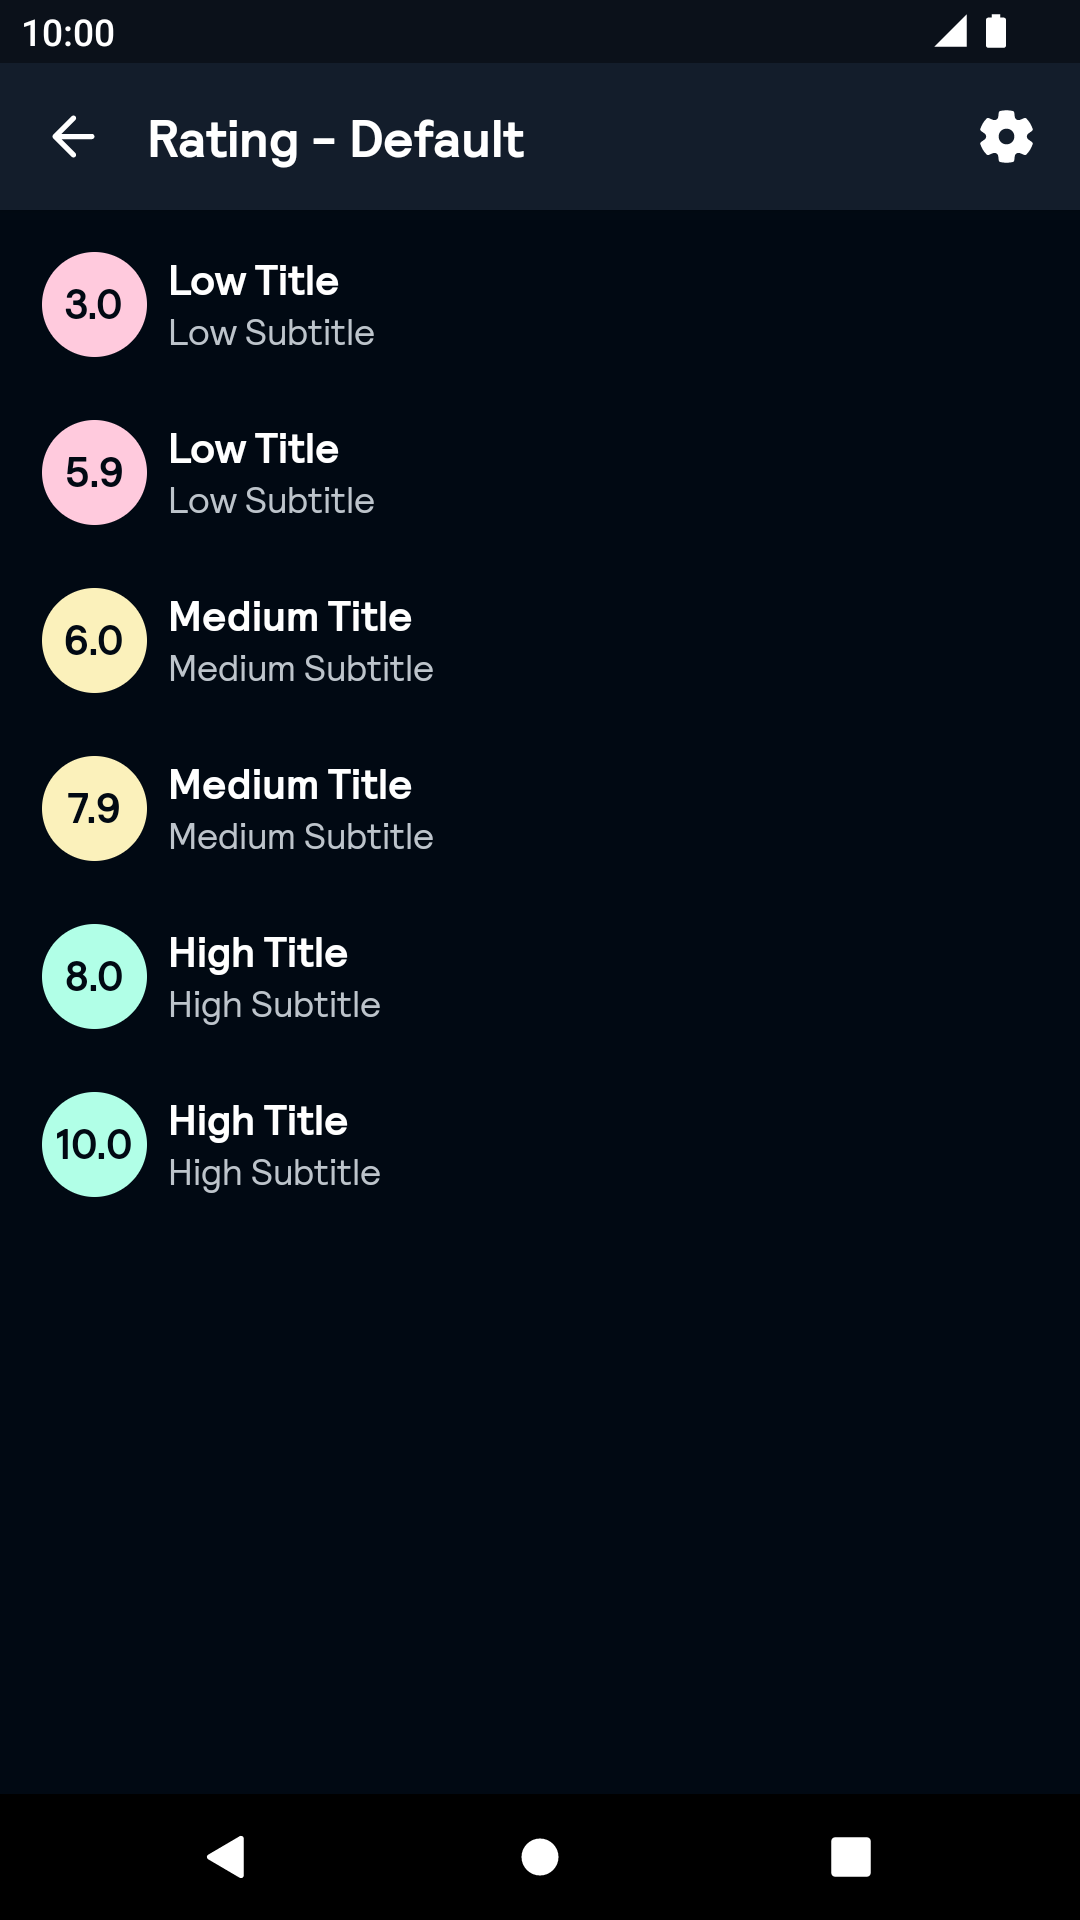 10:00
Rating – Default
3.0
Low Title
Low Subtitle
5.9
Low Title
Low Subtitle
6.0
Medium Title
Medium Subtitle
7.9
Medium Title
Medium Subtitle
8.0
High Title
High Subtitle
10.0
High Title
High Subtitle